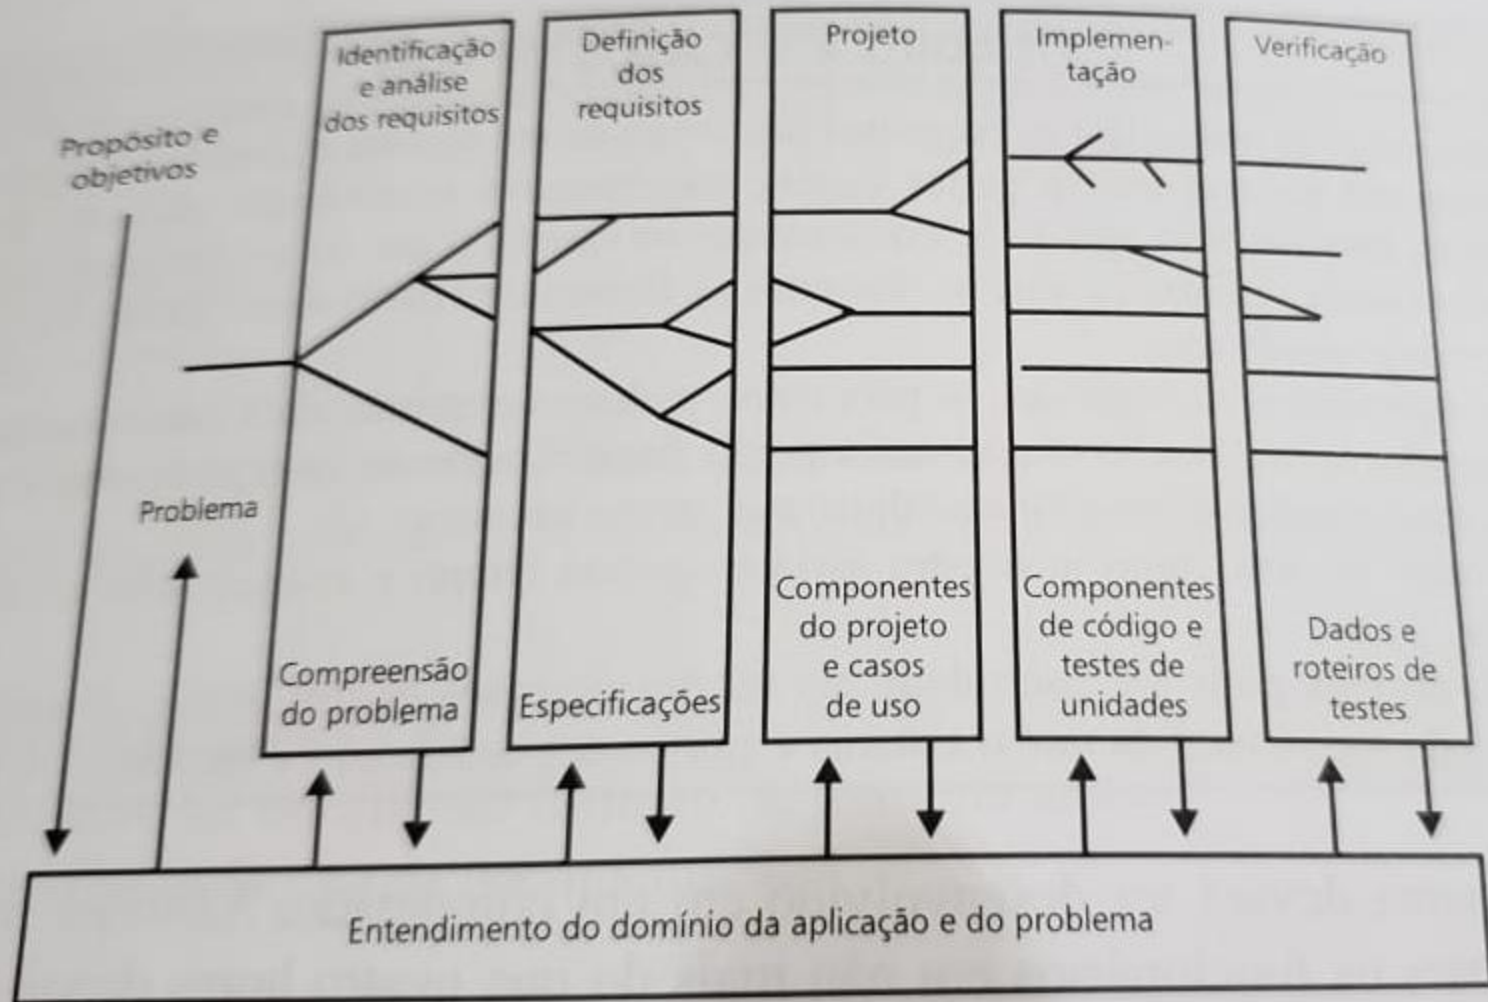 Propósito e
objetivos
Problema
Identificação
e análise
dos requisitos
Compreensão
do problema
Definição
dos
requisitos
Especificações
Projeto
Componentes
do projeto
e casos
de uso
Implemen-
tação
Componentes
de código e
testes de
unidades
Verificação
Dados e
roteiros de
testes
Entendimento do domínio da aplicação e do problema